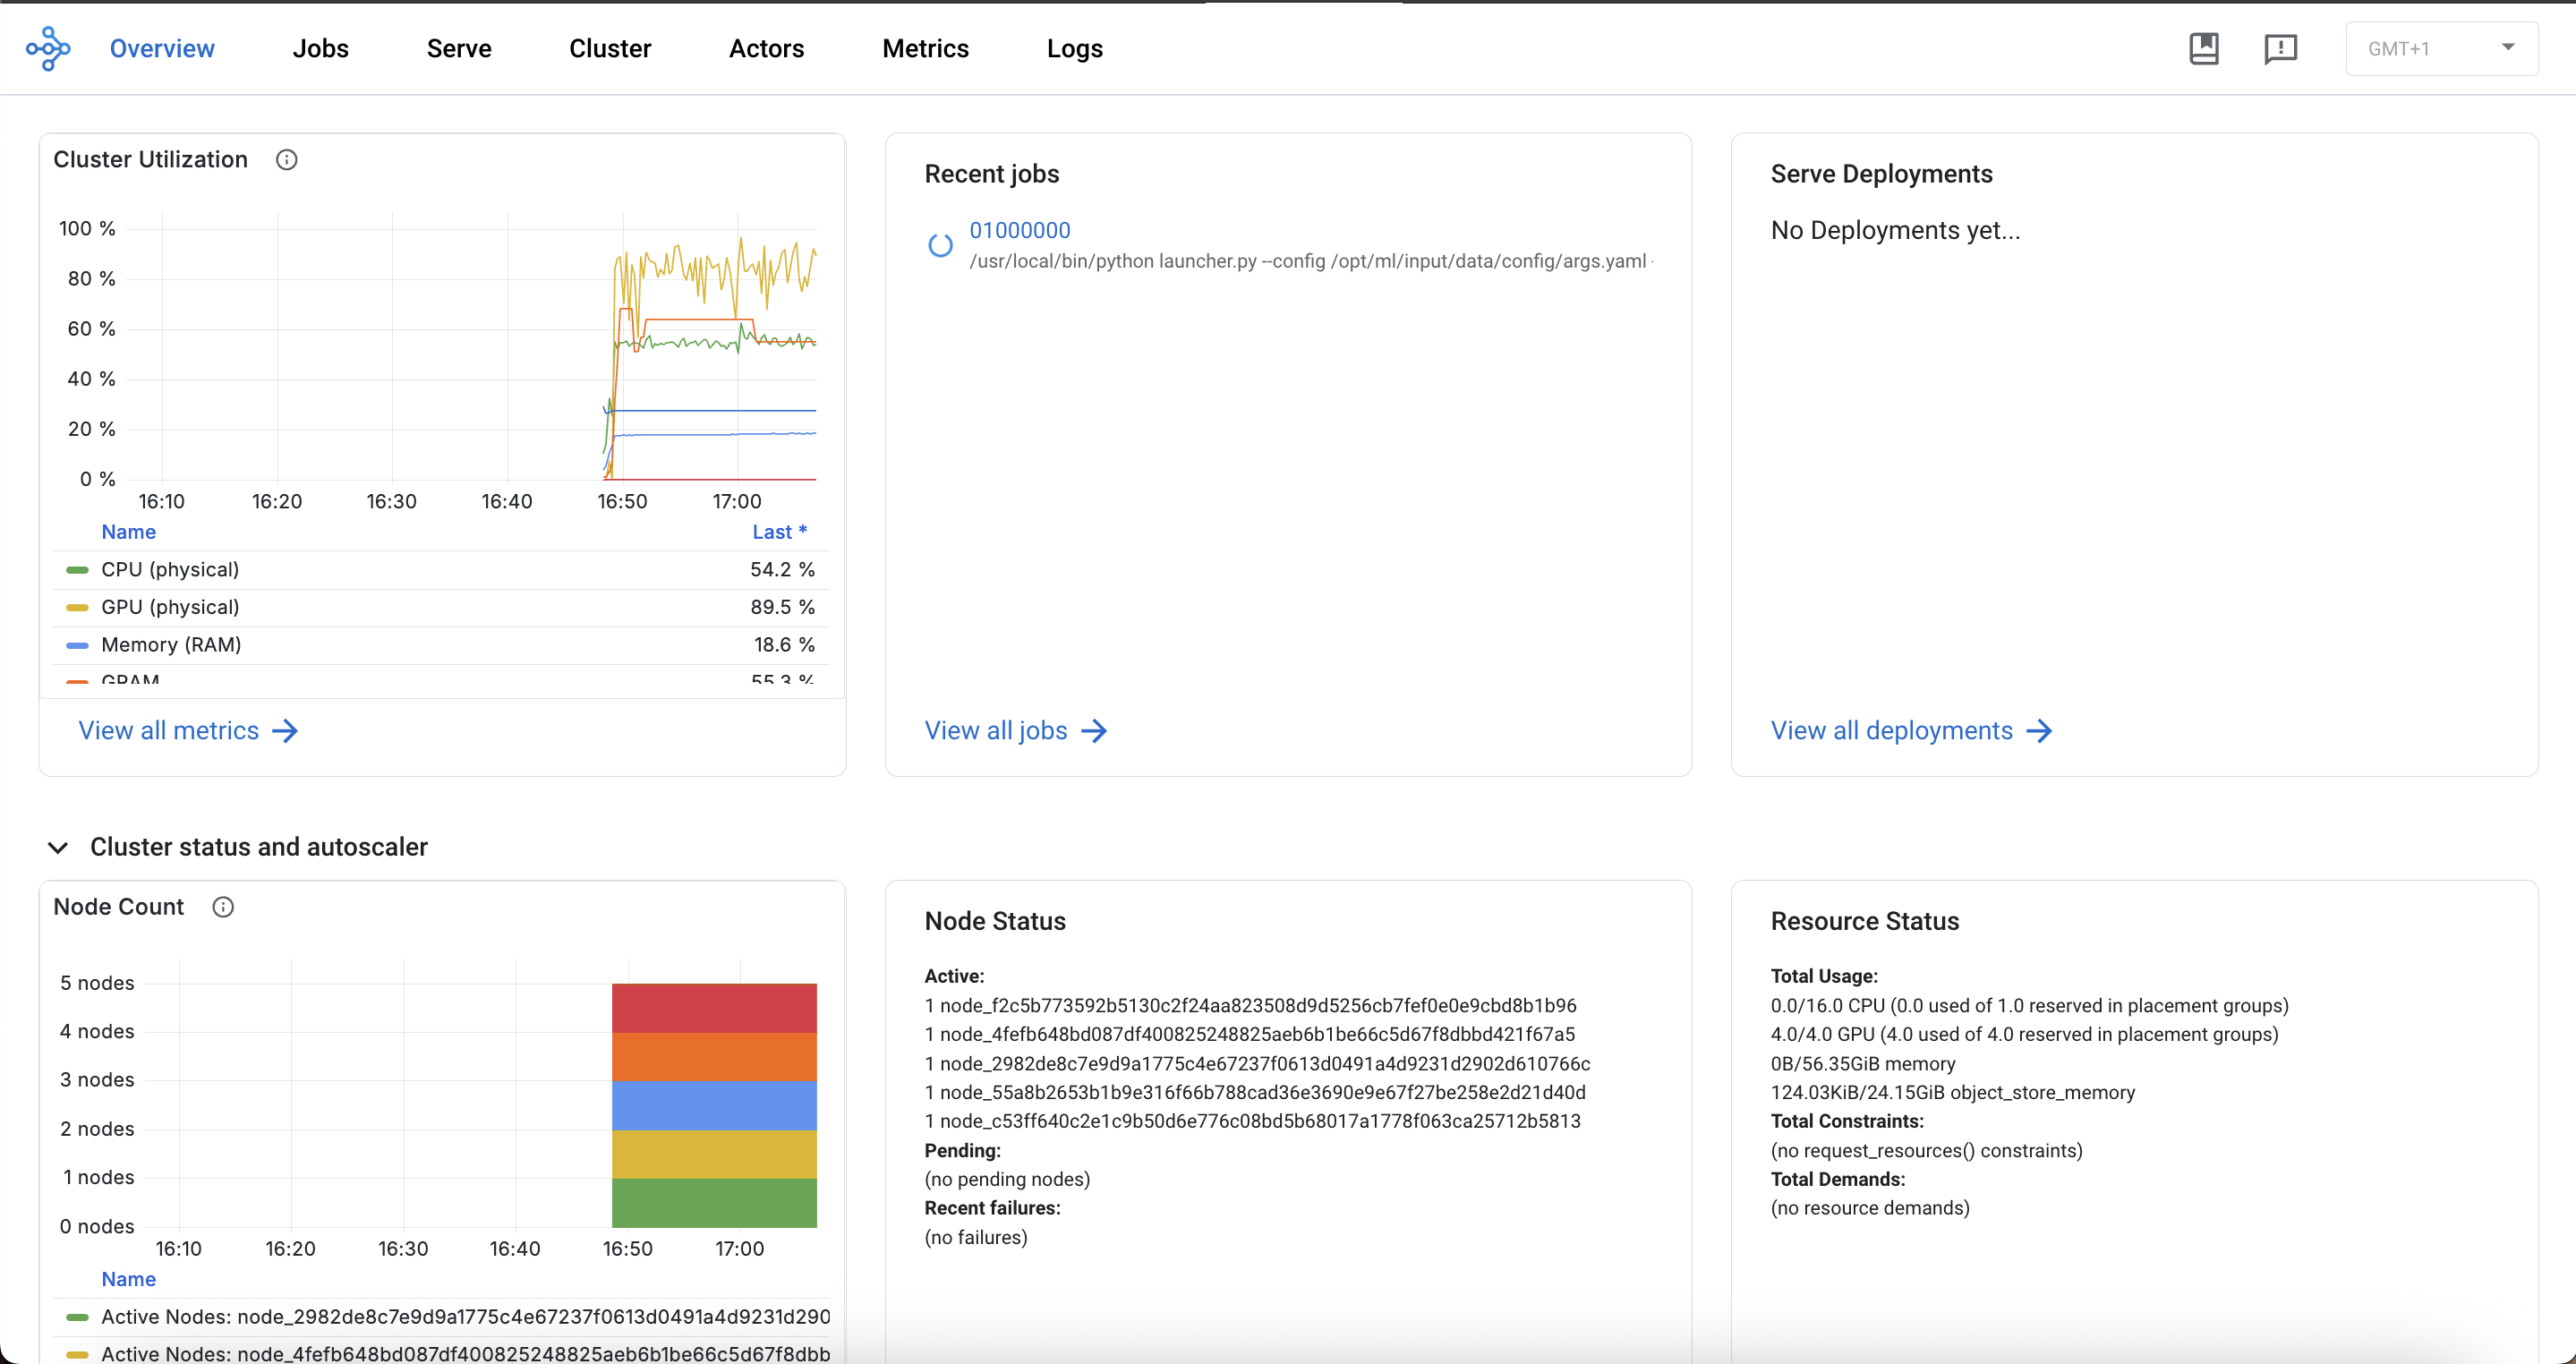 Overview Jobs Serve Cluster Actors Metrics Logs GMT+1
Cluster Utilization
100 %
80 %
60 %
40 %
20 %
0 %
16:10 16:20 16:30 16:40 16:50 17:00
Name Last *
CPU (physical) 54.2 %
GPU (physical) 89.5 %
Memory (RAM) 18.6 %
GRAM 55.3 %
View all metrics
Recent jobs
01000000
/usr/local/bin/python launcher.py --config /opt/ml/input/data/config/args.yaml
View all jobs
Serve Deployments
No Deployments yet...
View all deployments
Cluster status and autoscaler
Node Count
5 nodes
4 nodes
3 nodes
2 nodes
1 nodes
0 nodes
16:10 16:20 16:30 16:40 16:50 17:00
Name
Active Nodes: node_2982de8c7e9d9a1775c4e67237f0613d0491a4d9231d290
Active Nodes: node_4fefb648bd087df400825248825aeb6b1be66c5d67f8dbb
Node Status
Active:
1 node_f2c5b773592b5130c2f24aa823508d9d5256cb7fef0e0e9cbd8b1b96
1 node_4fefb648bd087df400825248825aeb6b1be66c5d67f8dbbd421f67a5
1 node_2982de8c7e9d9a1775c4e67237f0613d0491a4d9231d2902d610766c
1 node_55a8b2653b1b9e316f66b788cad36e3690e9e67f27be258e2d21d40d
1 node_c53ff640c2e1c9b50d6e776c08bd5b68017a1778f063ca25712b5813
Pending:
(no pending nodes)
Recent failures:
(no failures)
Resource Status
Total Usage:
0.0/16.0 CPU (0.0 used of 1.0 reserved in placement groups)
4.0/4.0 GPU (4.0 used of 4.0 reserved in placement groups)
0B/56.35GiB memory
124.03KiB/24.15GiB object_store_memory
Total Constraints:
(no request_resources() constraints)
Total Demands:
(no resource demands)